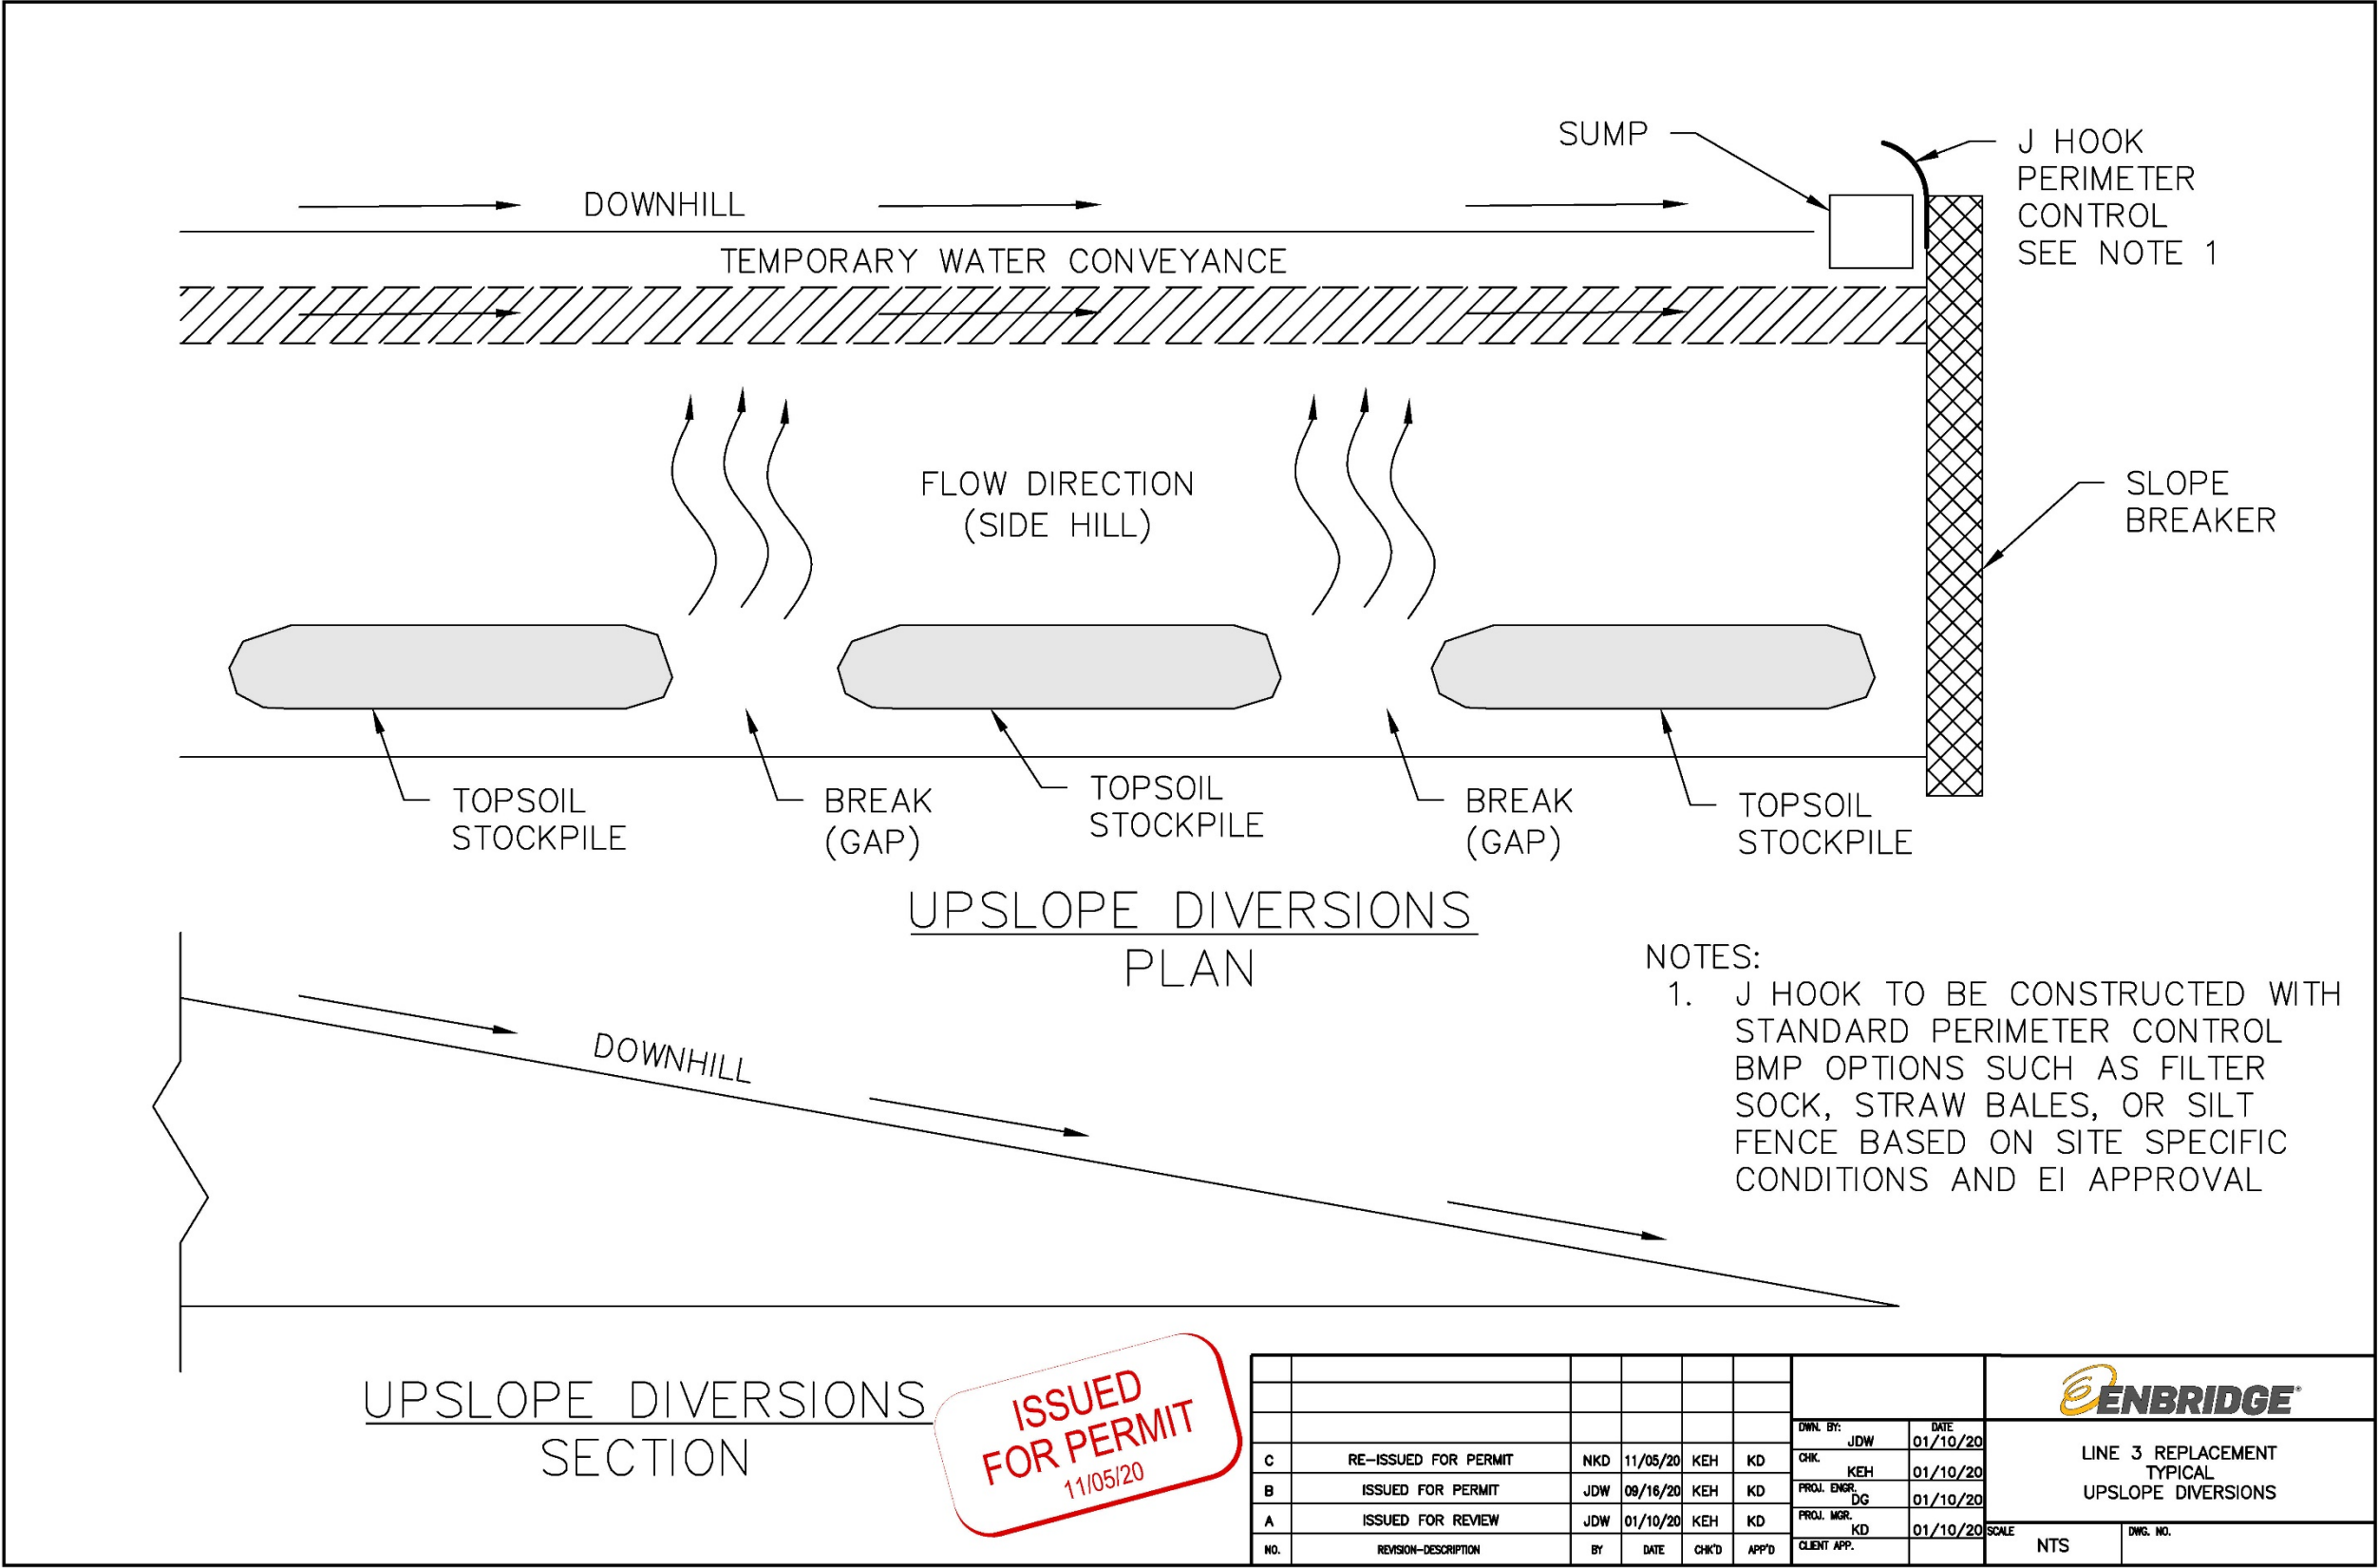 SUMP
J HOOK
PERIMETER
CONTROL
SEE NOTE 1
DOWNHILL
TEMPORARY WATER CONVEYANCE
FLOW DIRECTION
(SIDE HILL)
SLOPE
BREAKER
TOPSOIL
STOCKPILE
BREAK
(GAP)
TOPSOIL
STOCKPILE
BREAK
(GAP)
TOPSOIL
STOCKPILE
UPSLOPE DIVERSIONS
PLAN
NOTES:
1. J HOOK TO BE CONSTRUCTED WITH
STANDARD PERIMETER CONTROL
BMP OPTIONS SUCH AS FILTER
SOCK, STRAW BALES, OR SILT
FENCE BASED ON SITE SPECIFIC
CONDITIONS AND EI APPROVAL
DOWNHILL
UPSLOPE DIVERSIONS
SECTION
ISSUED
FOR PERMIT
11/05/20
C RE-ISSUED FOR PERMIT NKD 11/05/20 KEH KD
B ISSUED FOR PERMIT JDW 09/16/20 KEH KD
A ISSUED FOR REVIEW JDW 01/10/20 KEH KD
NO. REVISION-DESCRIPTION BY DATE CHK'D APP'D
DWN. BY: DATE
JDW 01/10/20
CHK.
KEH 01/10/20
PROJ. ENGR.
DG 01/10/20
PROJ. MGR.
KD 01/10/20
CLIENT APP.
ENBRIDGE
LINE 3 REPLACEMENT
TYPICAL
UPSLOPE DIVERSIONS
SCALE
NTS
DWG. NO.